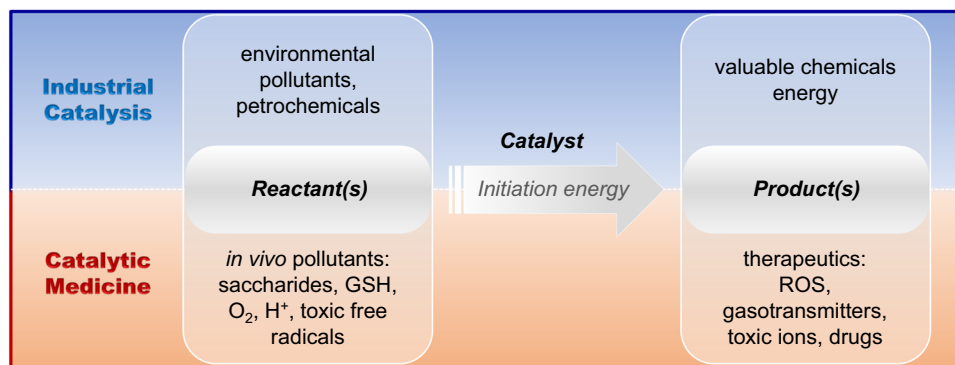 Industrial
Catalysis
environmental
pollutants,
petrochemicals
valuable chemicals
energy
Catalyst
Reactant(s)
Initiation energy
Product(s)
Catalytic
Medicine
in vivo pollutants:
saccharides, GSH,
O₂, H⁺, toxic free
radicals
therapeutics:
ROS,
gasotransmitters,
toxic ions, drugs